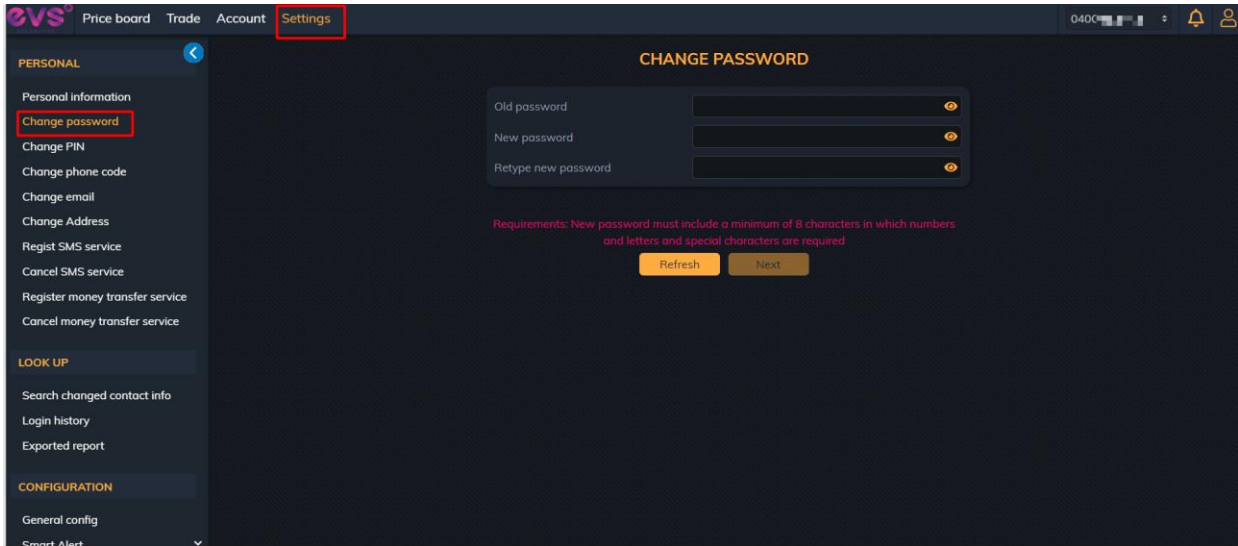 evs
Price board Trade Account Settings
0400
PERSONAL
Personal information
Change password
Change PIN
Change phone code
Change email
Change Address
Regist SMS service
Cancel SMS service
Register money transfer service
Cancel money transfer service
LOOK UP
Search changed contact info
Login history
Exported report
CONFIGURATION
General config
Smart Alert
CHANGE PASSWORD
Old password
New password
Retype new password
Requirements: New password must include a minimum of 8 characters in which numbers
and letters and special characters are required
Refresh Next